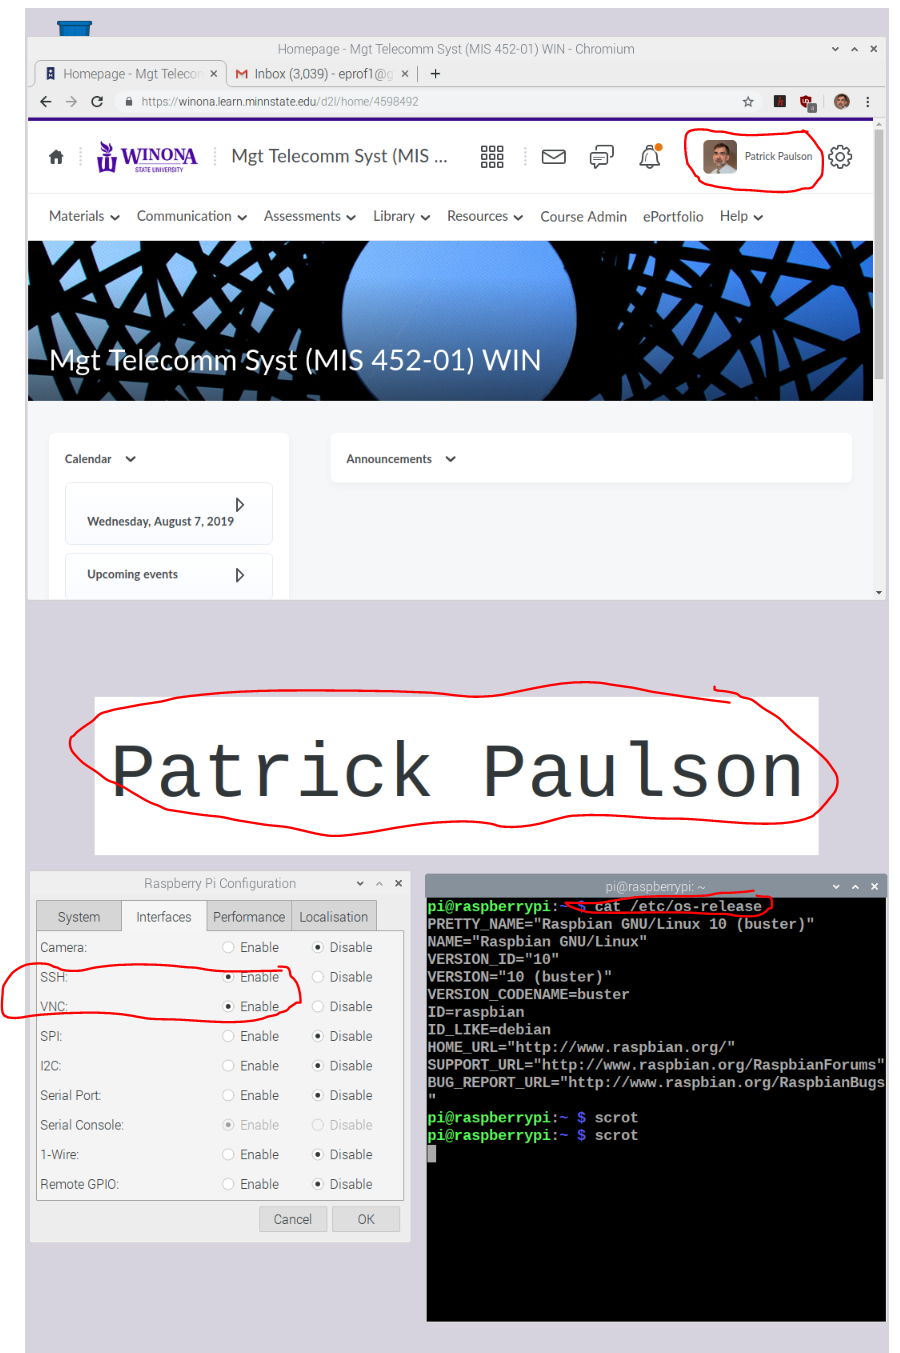 Homepage - Mgt Telecomm Syst (MIS 452-01) WIN - Chromium
Homepage - Mgt Telecon
Inbox (3,039) - eprof1@g
https://winona.learn.minnstate.edu/d2l/home/4598492
WINONA
STATE UNIVERSITY
Mgt Telecomm Syst (MIS ...
Patrick Paulson
Materials Communication Assessments Library Resources Course Admin ePortfolio Help
Mgt Telecomm Syst (MIS 452-01) WIN
Calendar
Announcements
Wednesday, August 7, 2019
Upcoming events
Patrick Paulson
Raspberry Pi Configuration
System Interfaces Performance Localisation
Camera: Enable Disable
SSH: Enable Disable
VNC: Enable Disable
SPI: Enable Disable
I2C: Enable Disable
Serial Port: Enable Disable
Serial Console: Enable Disable
1-Wire: Enable Disable
Remote GPIO: Enable Disable
Cancel OK
pi@raspberrypi: ~
pi@raspberrypi:~ $ cat /etc/os-release
PRETTY_NAME="Raspbian GNU/Linux 10 (buster)"
NAME="Raspbian GNU/Linux"
VERSION_ID="10"
VERSION="10 (buster)"
VERSION_CODENAME=buster
ID=raspbian
ID_LIKE=debian
HOME_URL="http://www.raspbian.org/"
SUPPORT_URL="http://www.raspbian.org/RaspbianForums"
BUG_REPORT_URL="http://www.raspbian.org/RaspbianBugs
"
pi@raspberrypi:~ $ scrot
pi@raspberrypi:~ $ scrot